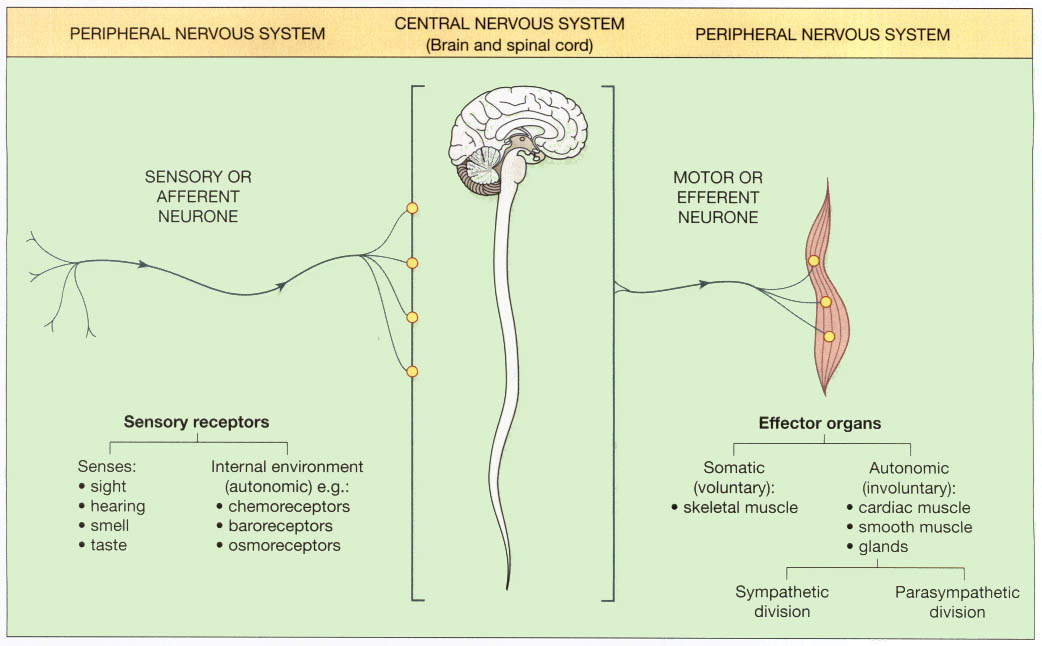 PERIPHERAL NERVOUS SYSTEM
CENTRAL NERVOUS SYSTEM
(Brain and spinal cord)
PERIPHERAL NERVOUS SYSTEM
SENSORY OR
AFFERENT
NEURONE
MOTOR OR
EFFERENT
NEURONE
Sensory receptors
Senses:
• sight
• hearing
• smell
• taste
Internal environment
(autonomic) e.g.:
• chemoreceptors
• baroreceptors
• osmoreceptors
Effector organs
Somatic
(voluntary):
• skeletal muscle
Autonomic
(involuntary):
• cardiac muscle
• smooth muscle
• glands
Sympathetic
division
Parasympathetic
division